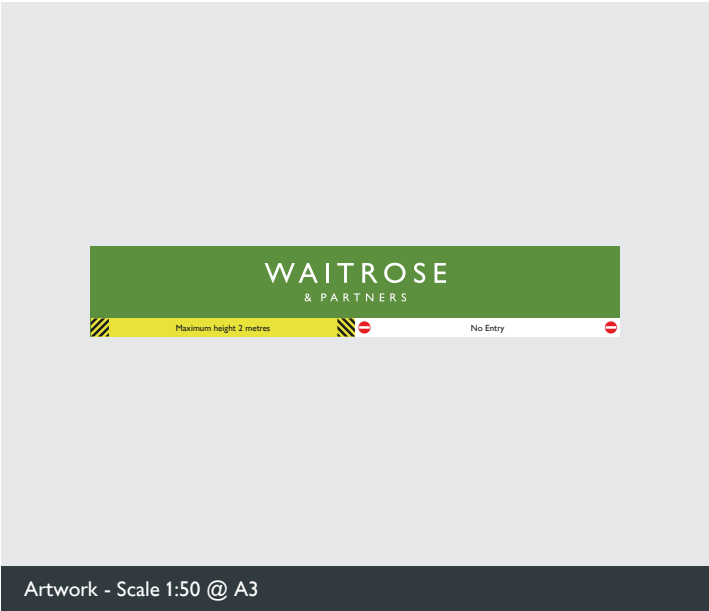 WAITROSE
& PARTNERS
Maximum height 2 metres
No Entry
Artwork - Scale 1:50 @ A3